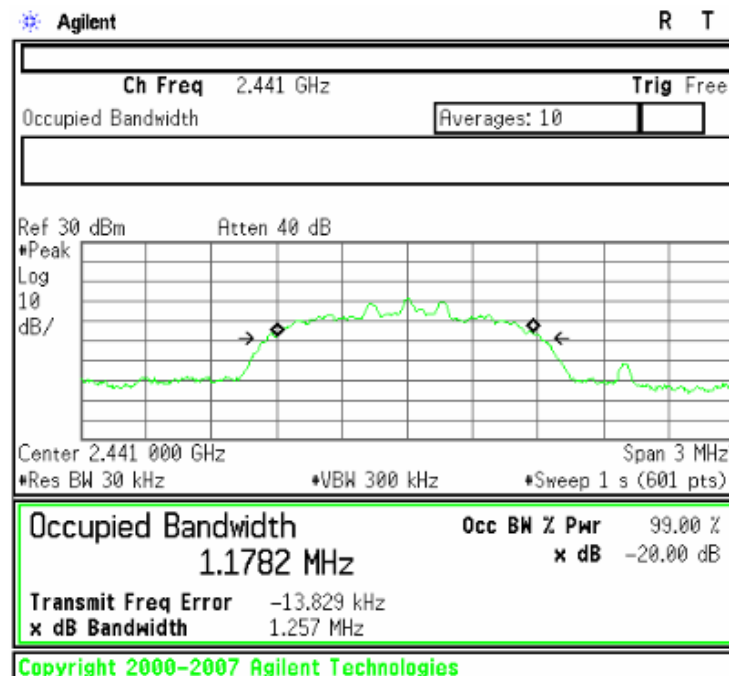 Agilent R T
Ch Freq 2.441 GHz Trig Free
Occupied Bandwidth Averages: 10
Ref 30 dBm Atten 40 dB
#Peak
Log
10
dB/
Center 2.441 000 GHz Span 3 MHz
#Res BW 30 kHz #VBW 300 kHz #Sweep 1 s (601 pts)
Occupied Bandwidth Occ BW % Pwr 99.00 %
1.1782 MHz x dB -20.00 dB
Transmit Freq Error -13.829 kHz
x dB Bandwidth 1.257 MHz
Copyright 2000-2007 Agilent Technologies